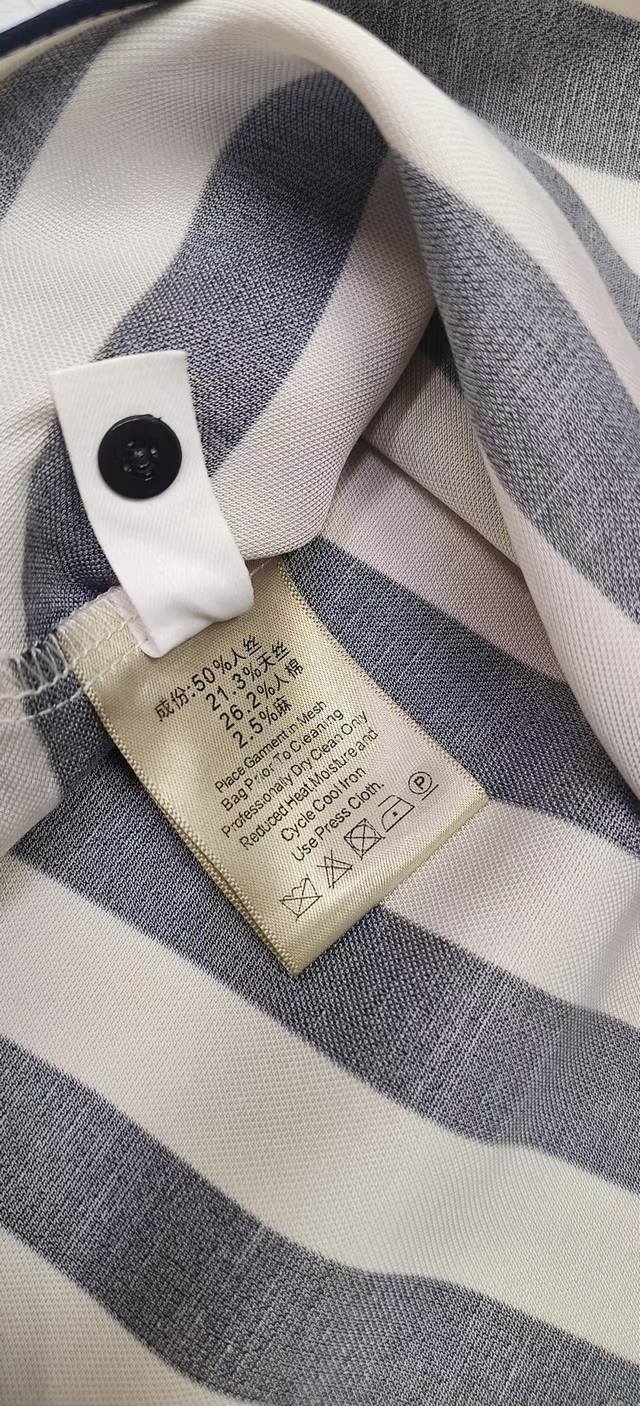 成份:50%人丝
21.3%天丝
26.2%人棉
2.5%麻
Place Garment in Mesh
Bag Prior To Cleaning
Professionally Dry Clean Only
Reduced Heat, Moisture and
Cycle Cool Iron
Use Press Cloth.
P